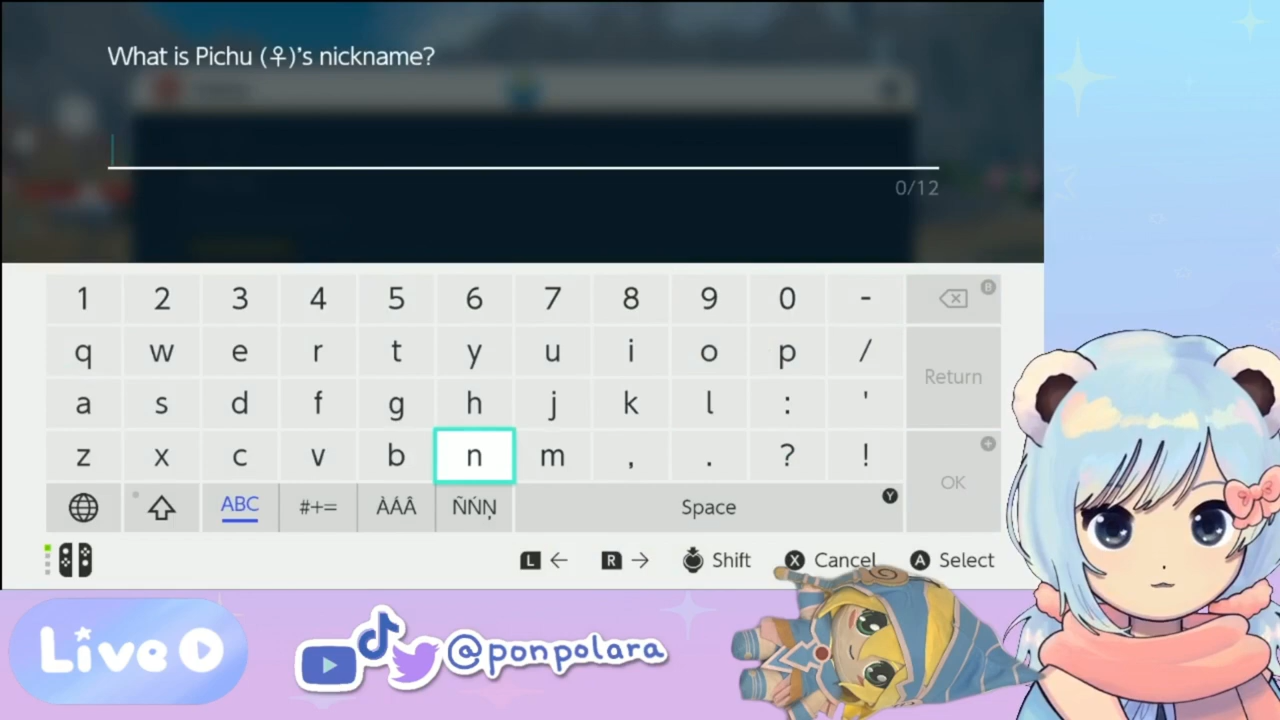 What is Pichu (♀)'s nickname?
0/12
1 2 3 4 5 6 7 8 9 0 -
q w e r t y u i o p /
a s d f g h j k l : '
z x c v b n m , . ? !
B
Return
+
OK
ABC #+= ÀÁÂ ÑŃŅ Space Y
L ← R → Shift X Cancel A Select
Live
@ponpolara